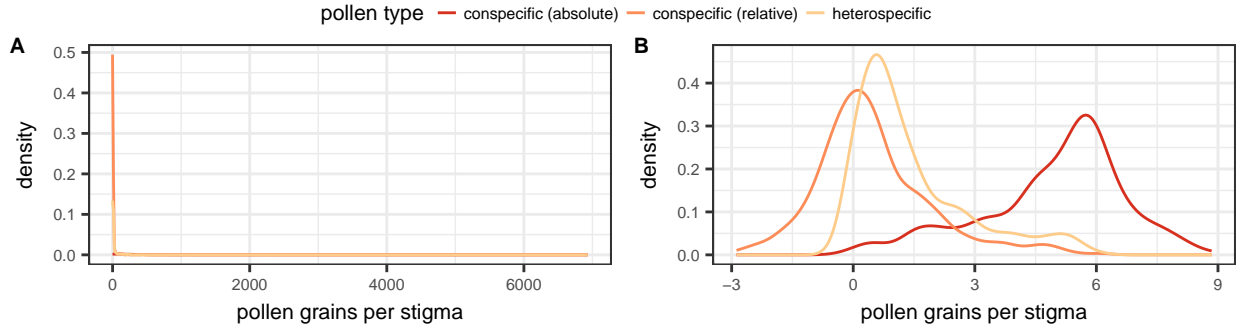 pollen type conspecific (absolute) conspecific (relative) heterospecific
A
0.5
0.4
0.3
0.2
0.1
0.0
density
0 2000 4000 6000
pollen grains per stigma
B
0.4
0.3
0.2
0.1
0.0
density
−3 0 3 6 9
pollen grains per stigma